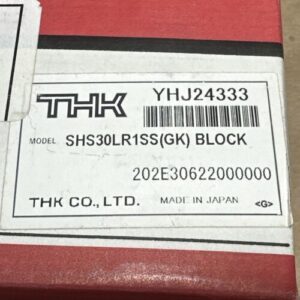 THK YHJ24333
MODEL SHS30LR1SS(GK) BLOCK
202E30622000000
THK CO., LTD. MADE IN JAPAN <G>